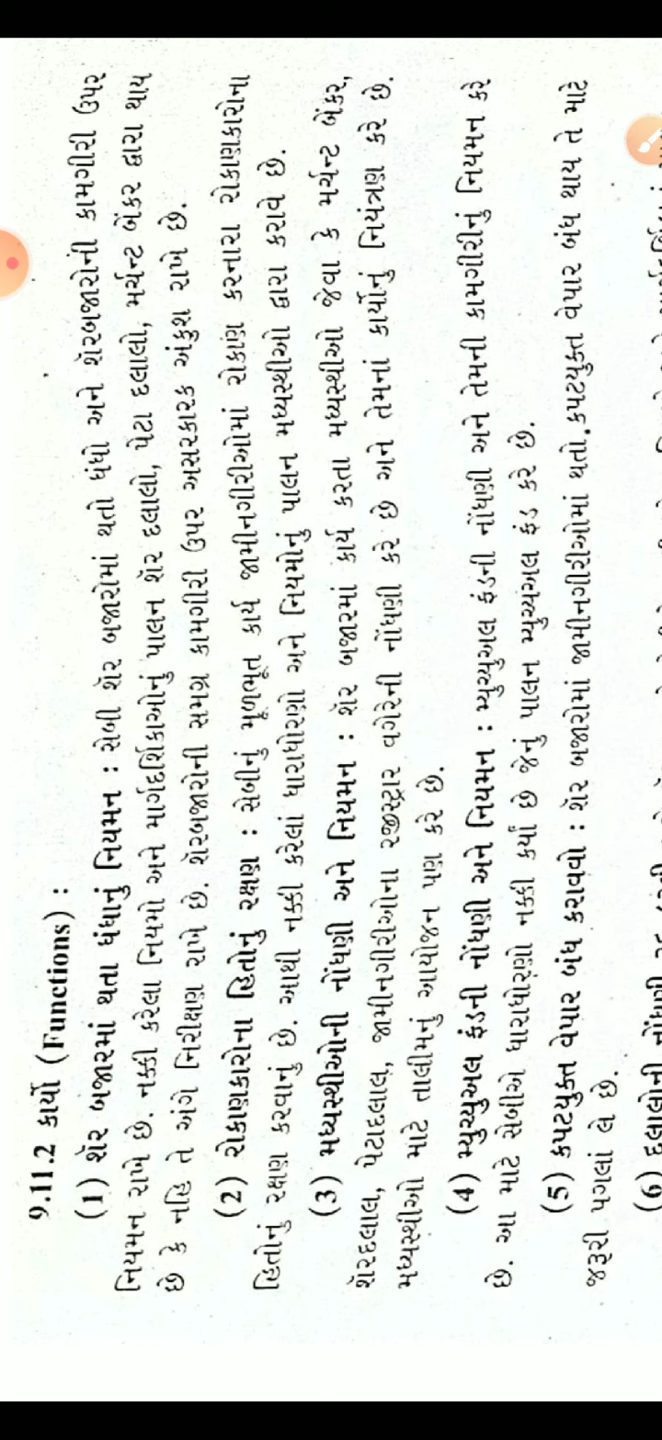 9.11.2 કાર્યો (Functions) :
(1) શૅર બજારમાં થતા ધંધાનું નિયમન : સેબી શૅર બજારોમાં થતો ધંધો અને શૅરબજારોની કામગીરી ઉપર
નિયમન રાખે છે. નક્કી કરેલા નિયમો અને માર્ગદર્શિકાઓનું પાલન શૅર દલાલો, પેટા દલાલો, મર્ચન્ટ બેંકર દ્વારા થાય
છે કે નહિ તે અંગે નિરીક્ષણ રાખે છે. શૅરબજારોની સમગ્ર કામગીરી ઉપર અસરકારક અંકુશ રાખે છે.
(2) રોકાણકારોના હિતોનું રક્ષણ : સેબીનું મૂળભૂત કાર્ય જામીનગીરીઓમાં રોકાણ કરનારા રોકાણકારોના
હિતોનું રક્ષણ કરવાનું છે. આથી નક્કી કરેલાં ધારાધોરણો અને નિયમોનું પાલન મધ્યસ્થીઓ દ્વારા કરાવે છે.
(3) મધ્યસ્થીઓની નોંધણી અને નિયમન : શૅર બજારમાં કાર્ય કરતા મધ્યસ્થીઓ જેવા કે મર્ચન્ટ બેંકર,
શૅરદલાલ, પેટાદલાલ, જામીનગીરીઓના રજીસ્ટ્રાર વગેરેની નોંધણી કરે છે અને તેમનાં કાર્યોનું નિયંત્રણ કરે છે.
મધ્યસ્થીઓ માટે તાલીમનું આયોજન પણ કરે છે.
(4) મ્યુચ્યુઅલ ફંડની નોંધણી અને નિયમન : મ્યુચ્યુઅલ ફંડની નોંધણી અને તેમની કામગીરીનું નિયમન કરે
છે. આ માટે સેબીએ ધારાધોરણો નક્કી કર્યાં છે જેનું પાલન મ્યુચ્યુઅલ ફંડ કરે છે.
(5) કપટયુક્ત વેપાર બંધ કરાવવો : શૅર બજારોમાં જામીનગીરીઓમાં થતો કપટયુક્ત વેપાર બંધ થાય તે માટે
જરૂરી પગલાં લે છે.
(6) દલાલોની નોંધણી